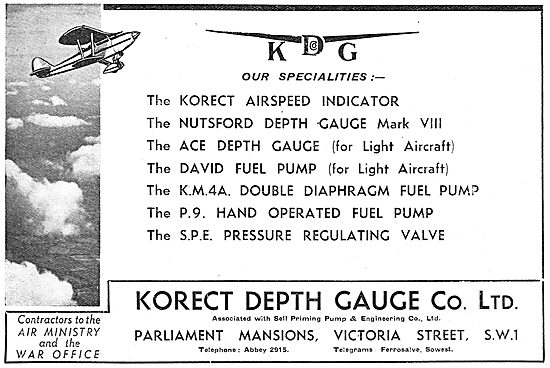 K D G
Co
OUR SPECIALITIES :—
The KORECT AIRSPEED INDICATOR
The NUTSFORD DEPTH GAUGE Mark VIII
The ACE DEPTH GAUGE (for Light Aircraft)
The DAVID FUEL PUMP (for Light Aircraft)
The K.M.4A. DOUBLE DIAPHRAGM FUEL PUMP
The P.9. HAND OPERATED FUEL PUMP
The S.P.E. PRESSURE REGULATING VALVE
Contractors to the
AIR MINISTRY
and the
WAR OFFICE
KORECT DEPTH GAUGE Co. LTD.
Associated with Self Priming Pump & Engineering Co., Ltd.
PARLIAMENT MANSIONS, VICTORIA STREET, S.W.1
Telephone: Abbey 2915. Telegrams Ferrosalve, Sowest.